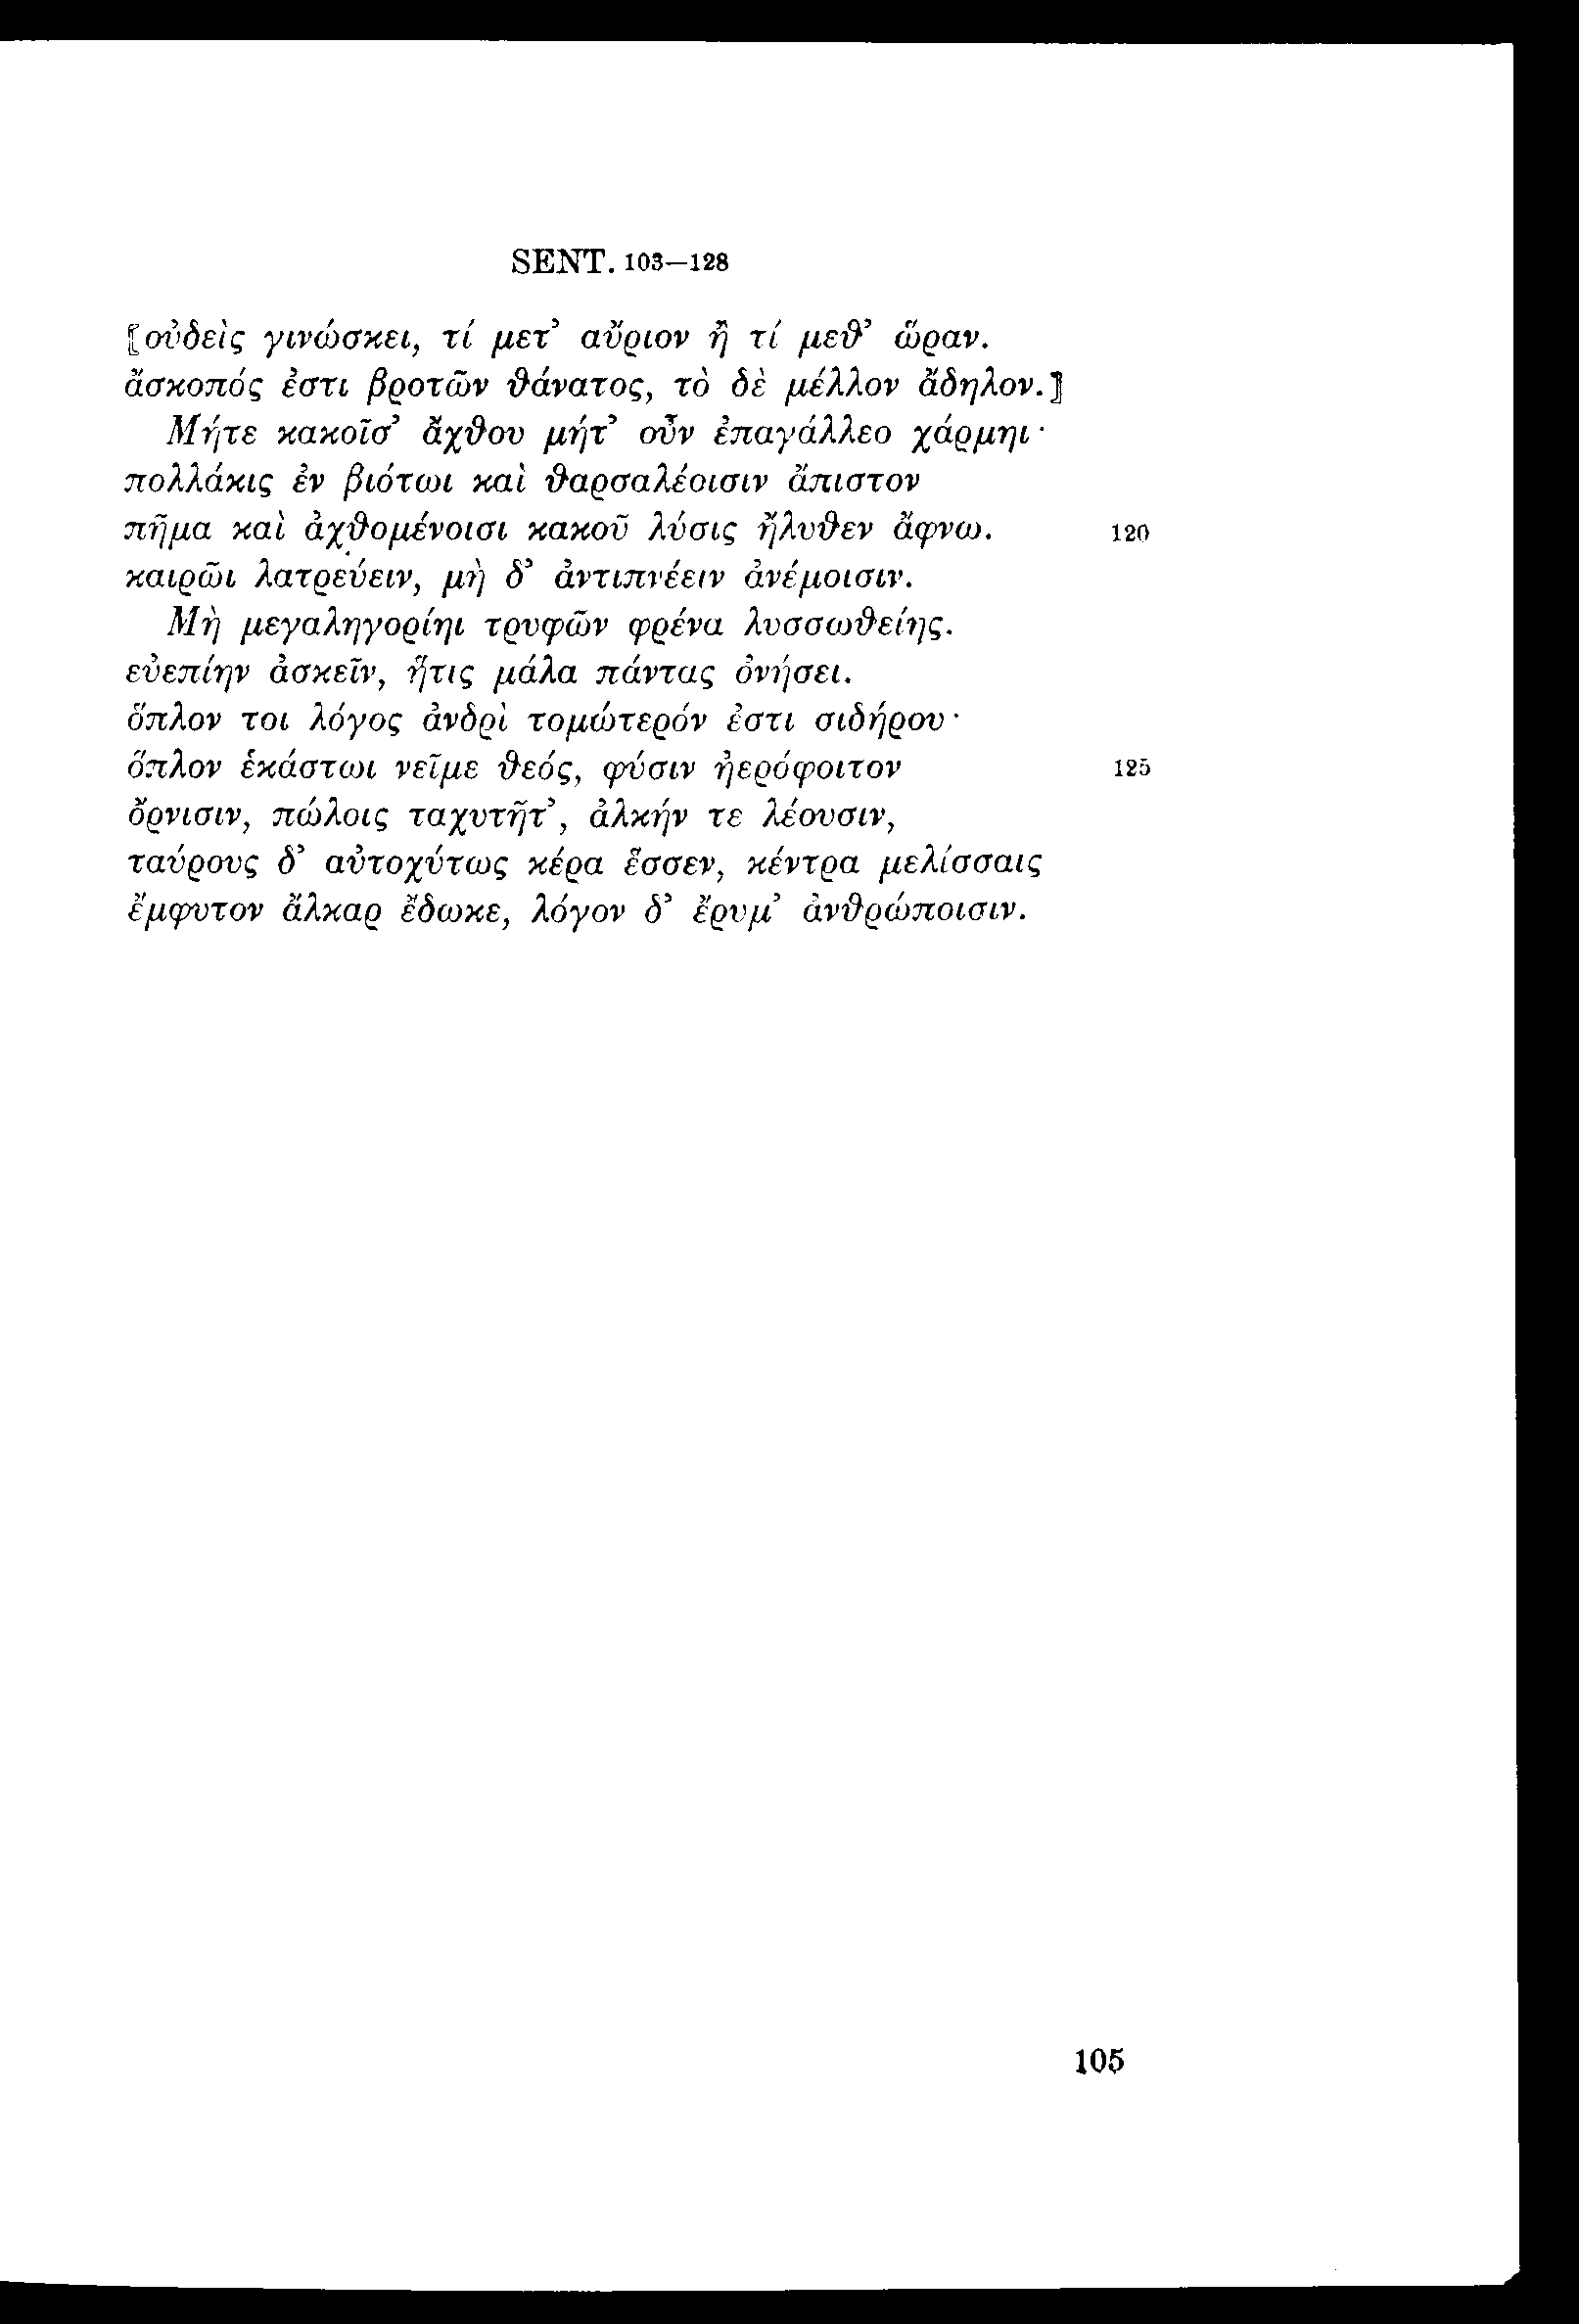 SENT. 103—128
⟦οὐδεὶς γινώσκει, τί μετ’ αὔριον ἢ τί μεθ’ ὥραν.
ἄσκοπός ἐστι βροτῶν θάνατος, τὸ δὲ μέλλον ἄδηλον.⟧
Μήτε κακοῖσ’ ἄχθου μήτ’ οὖν ἐπαγάλλεο χάρμηι·
πολλάκις ἐν βιότωι καὶ θαρσαλέοισιν ἄπιστον
πῆμα καὶ ἀχθομένοισι κακοῦ λύσις ἤλυθεν ἄφνω. 120
καιρῶι λατρεύειν, μὴ δ’ ἀντιπνέειν ἀνέμοισιν.
Μὴ μεγαληγορίηι τρυφῶν φρένα λυσσωθείης.
εὐεπίην ἀσκεῖν, ἥτις μάλα πάντας ὀνήσει.
ὅπλον τοι λόγος ἀνδρὶ τομώτερόν ἐστι σιδήρου·
ὅπλον ἑκάστωι νεῖμε θεός, φύσιν ἠερόφοιτον 125
ὄρνισιν, πώλοις ταχυτῆτ’, ἀλκήν τε λέουσιν,
ταύρους δ’ αὐτοχύτως κέρα ἕσσεν, κέντρα μελίσσαις
ἔμφυτον ἄλκαρ ἔδωκε, λόγον δ’ ἔρυμ’ ἀνθρώποισιν.
105